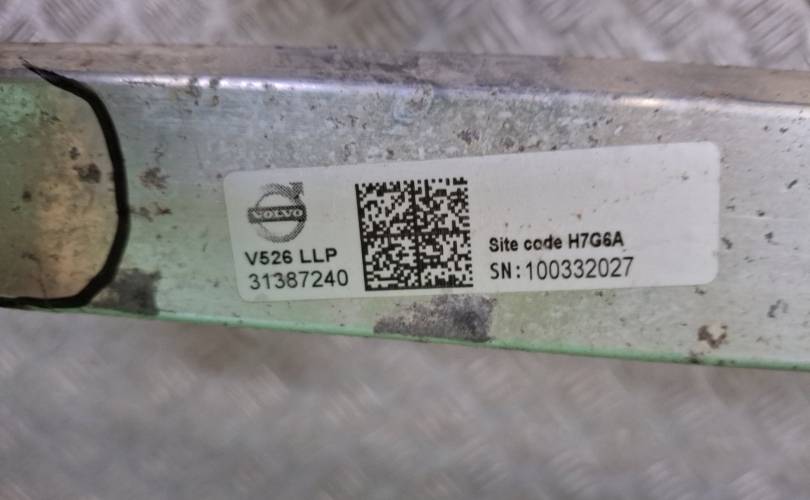 VOLVO
V526 LLP
31387240
Site code H7G6A
SN:100332027